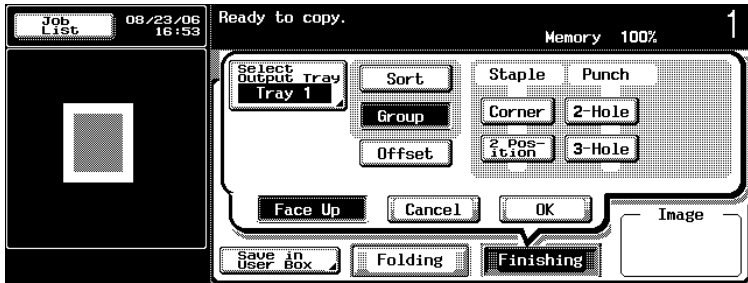 Job List
08/23/06
16:53
Ready to copy.
1
Memory 100%
Select
Output Tray
Tray 1
Sort
Group
Offset
Staple Punch
Corner 2-Hole
2 Pos-
ition
3-Hole
Face Up Cancel OK
Image
Save in
User Box
Folding Finishing